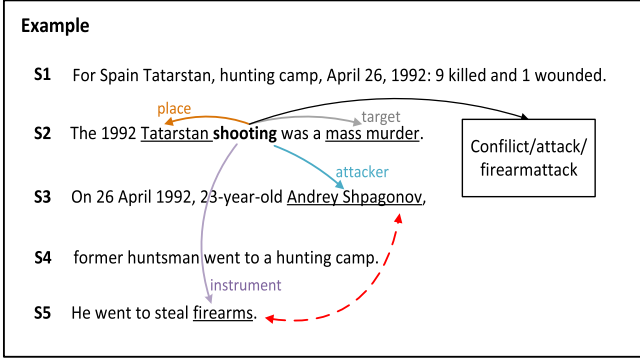 Example
S1 For Spain Tatarstan, hunting camp, April 26, 1992: 9 killed and 1 wounded.
place
target
S2 The 1992 Tatarstan shooting was a mass murder.
Confilict/attack/
firearmattack
attacker
S3 On 26 April 1992, 23-year-old Andrey Shpagonov,
S4 former huntsman went to a hunting camp.
instrument
S5 He went to steal firearms.